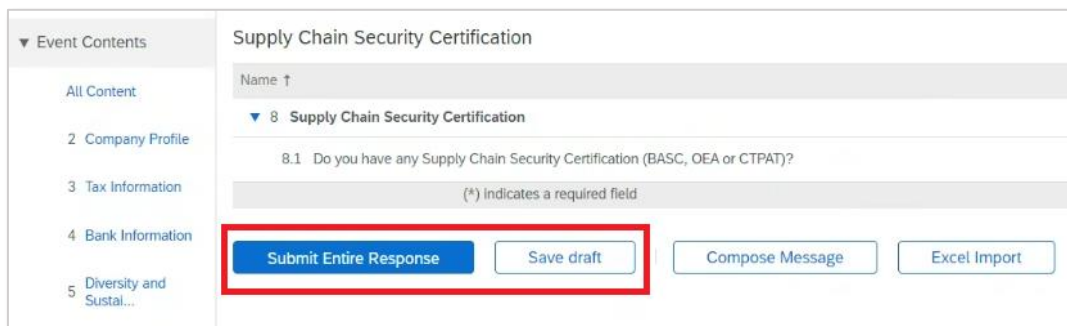 ▼ Event Contents
All Content
2 Company Profile
3 Tax Information
4 Bank Information
5 Diversity and
Sustai...
Supply Chain Security Certification
Name ↑
▼ 8 Supply Chain Security Certification
8.1 Do you have any Supply Chain Security Certification (BASC, OEA or CTPAT)?
(*) indicates a required field
Submit Entire Response
Save draft
Compose Message
Excel Import